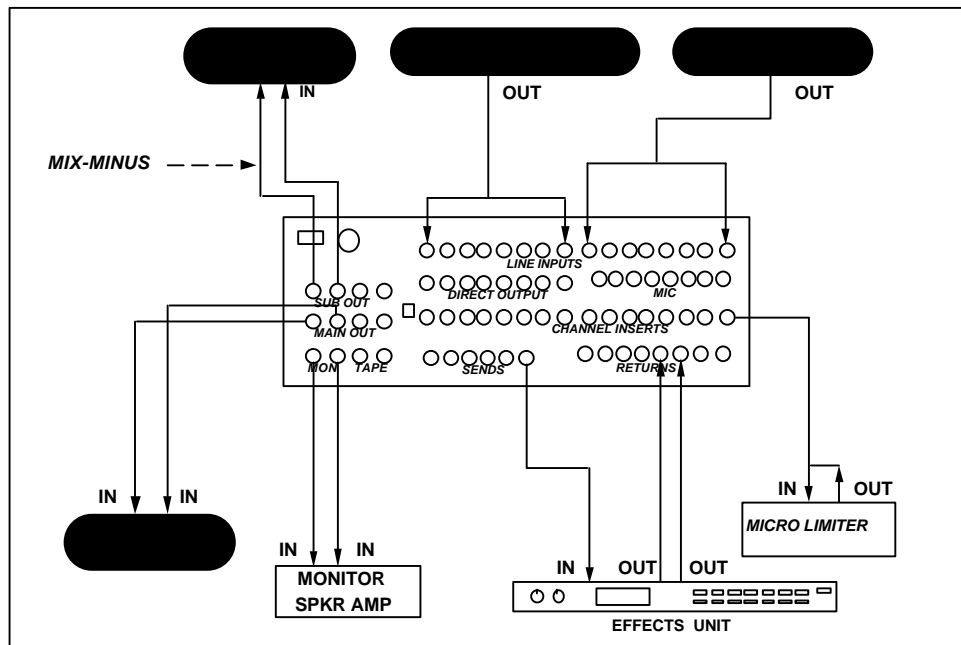 IN
OUT
OUT
MIX-MINUS
LINE INPUTS
SUB OUT
DIRECT OUTPUT
MIC
MAIN OUT
CHANNEL INSERTS
MON TAPE
SENDS
RETURNS
IN IN
IN OUT
MICRO LIMITER
IN IN
IN OUT OUT
MONITOR
SPKR AMP
EFFECTS UNIT